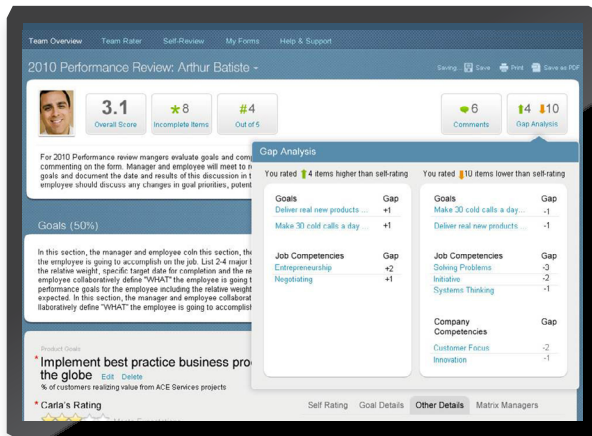 Team Overview Team Rater Self-Review My Forms Help & Support
2010 Performance Review: Arthur Batiste
Saving... Save Print Save as PDF
3.1
Overall Score
8
Incomplete Items
#4
Out of 5
6
Comments
4 10
Gap Analysis
For 2010 Performance review mangers evaluate goals and com
commenting on the form. Manager and employee will meet to r
goals and document the date and results of this discussion in t
employee should discuss any changes in goal priorities, potent
Gap Analysis
You rated 4 items higher than self-rating
Goals Gap
Deliver real new products ... +1
Make 30 cold calls a day ... +1
Job Competencies Gap
Entrepreneurship +2
Negotiating +1
You rated 10 items lower than self-rating
Goals Gap
Make 30 cold calls a day... -1
Deliver real new products ... -1
Job Competencies Gap
Solving Problems -3
Initiative -2
Systems Thinking -1
Company
Competencies Gap
Customer Focus -2
Innovation -1
Goals (50%)
In this section, the manager and employee coIn this section, the
the employee is going to accomplish on the job. List 2-4 major t
the relative weight, specific target date for completion and the re
employee collaboratively define "WHAT" the employee is going t
performance goals for the employee including the relative weight
expected. In this section, the manager and employee collaborat
llaboratively define "WHAT" the employee is going to accomplis
Product Goals
*Implement best practice business pro
the globe Edit Delete
% of customers realizing value from ACE Services projects
* Carla's Rating
Self Rating Goal Details Other Details Matrix Managers